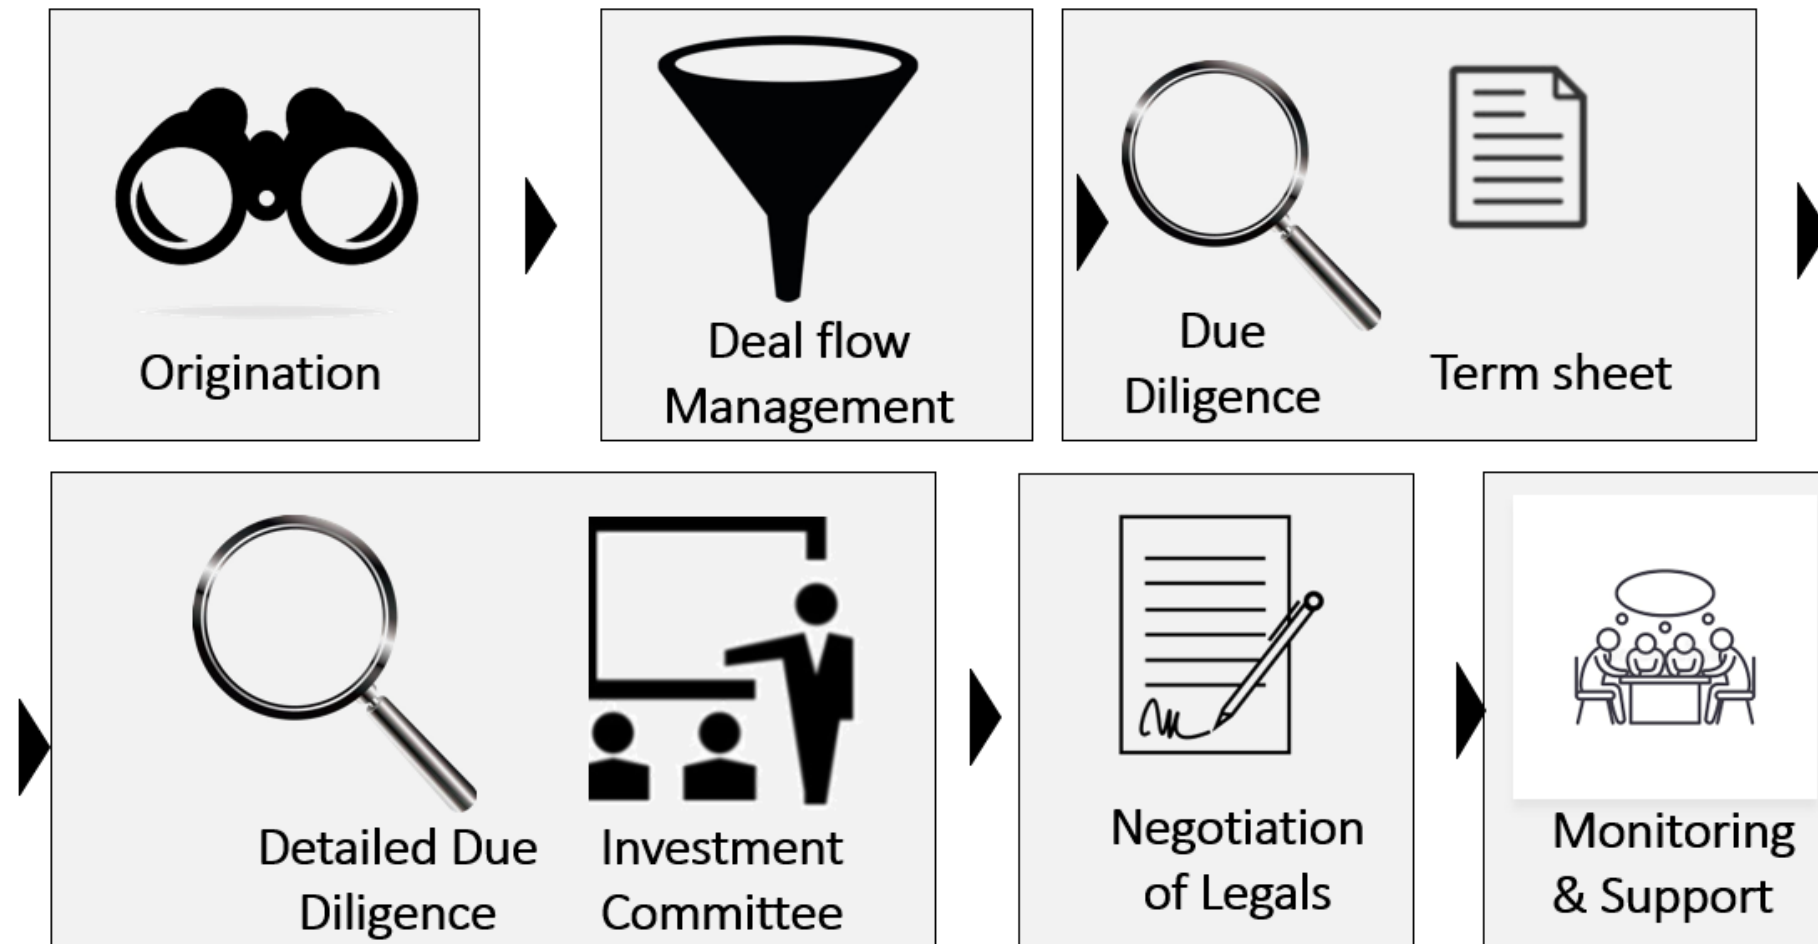 Origination
Deal flow
Management
Due
Diligence
Term sheet
Detailed Due
Diligence
Investment
Committee
Negotiation
of Legals
Monitoring
& Support